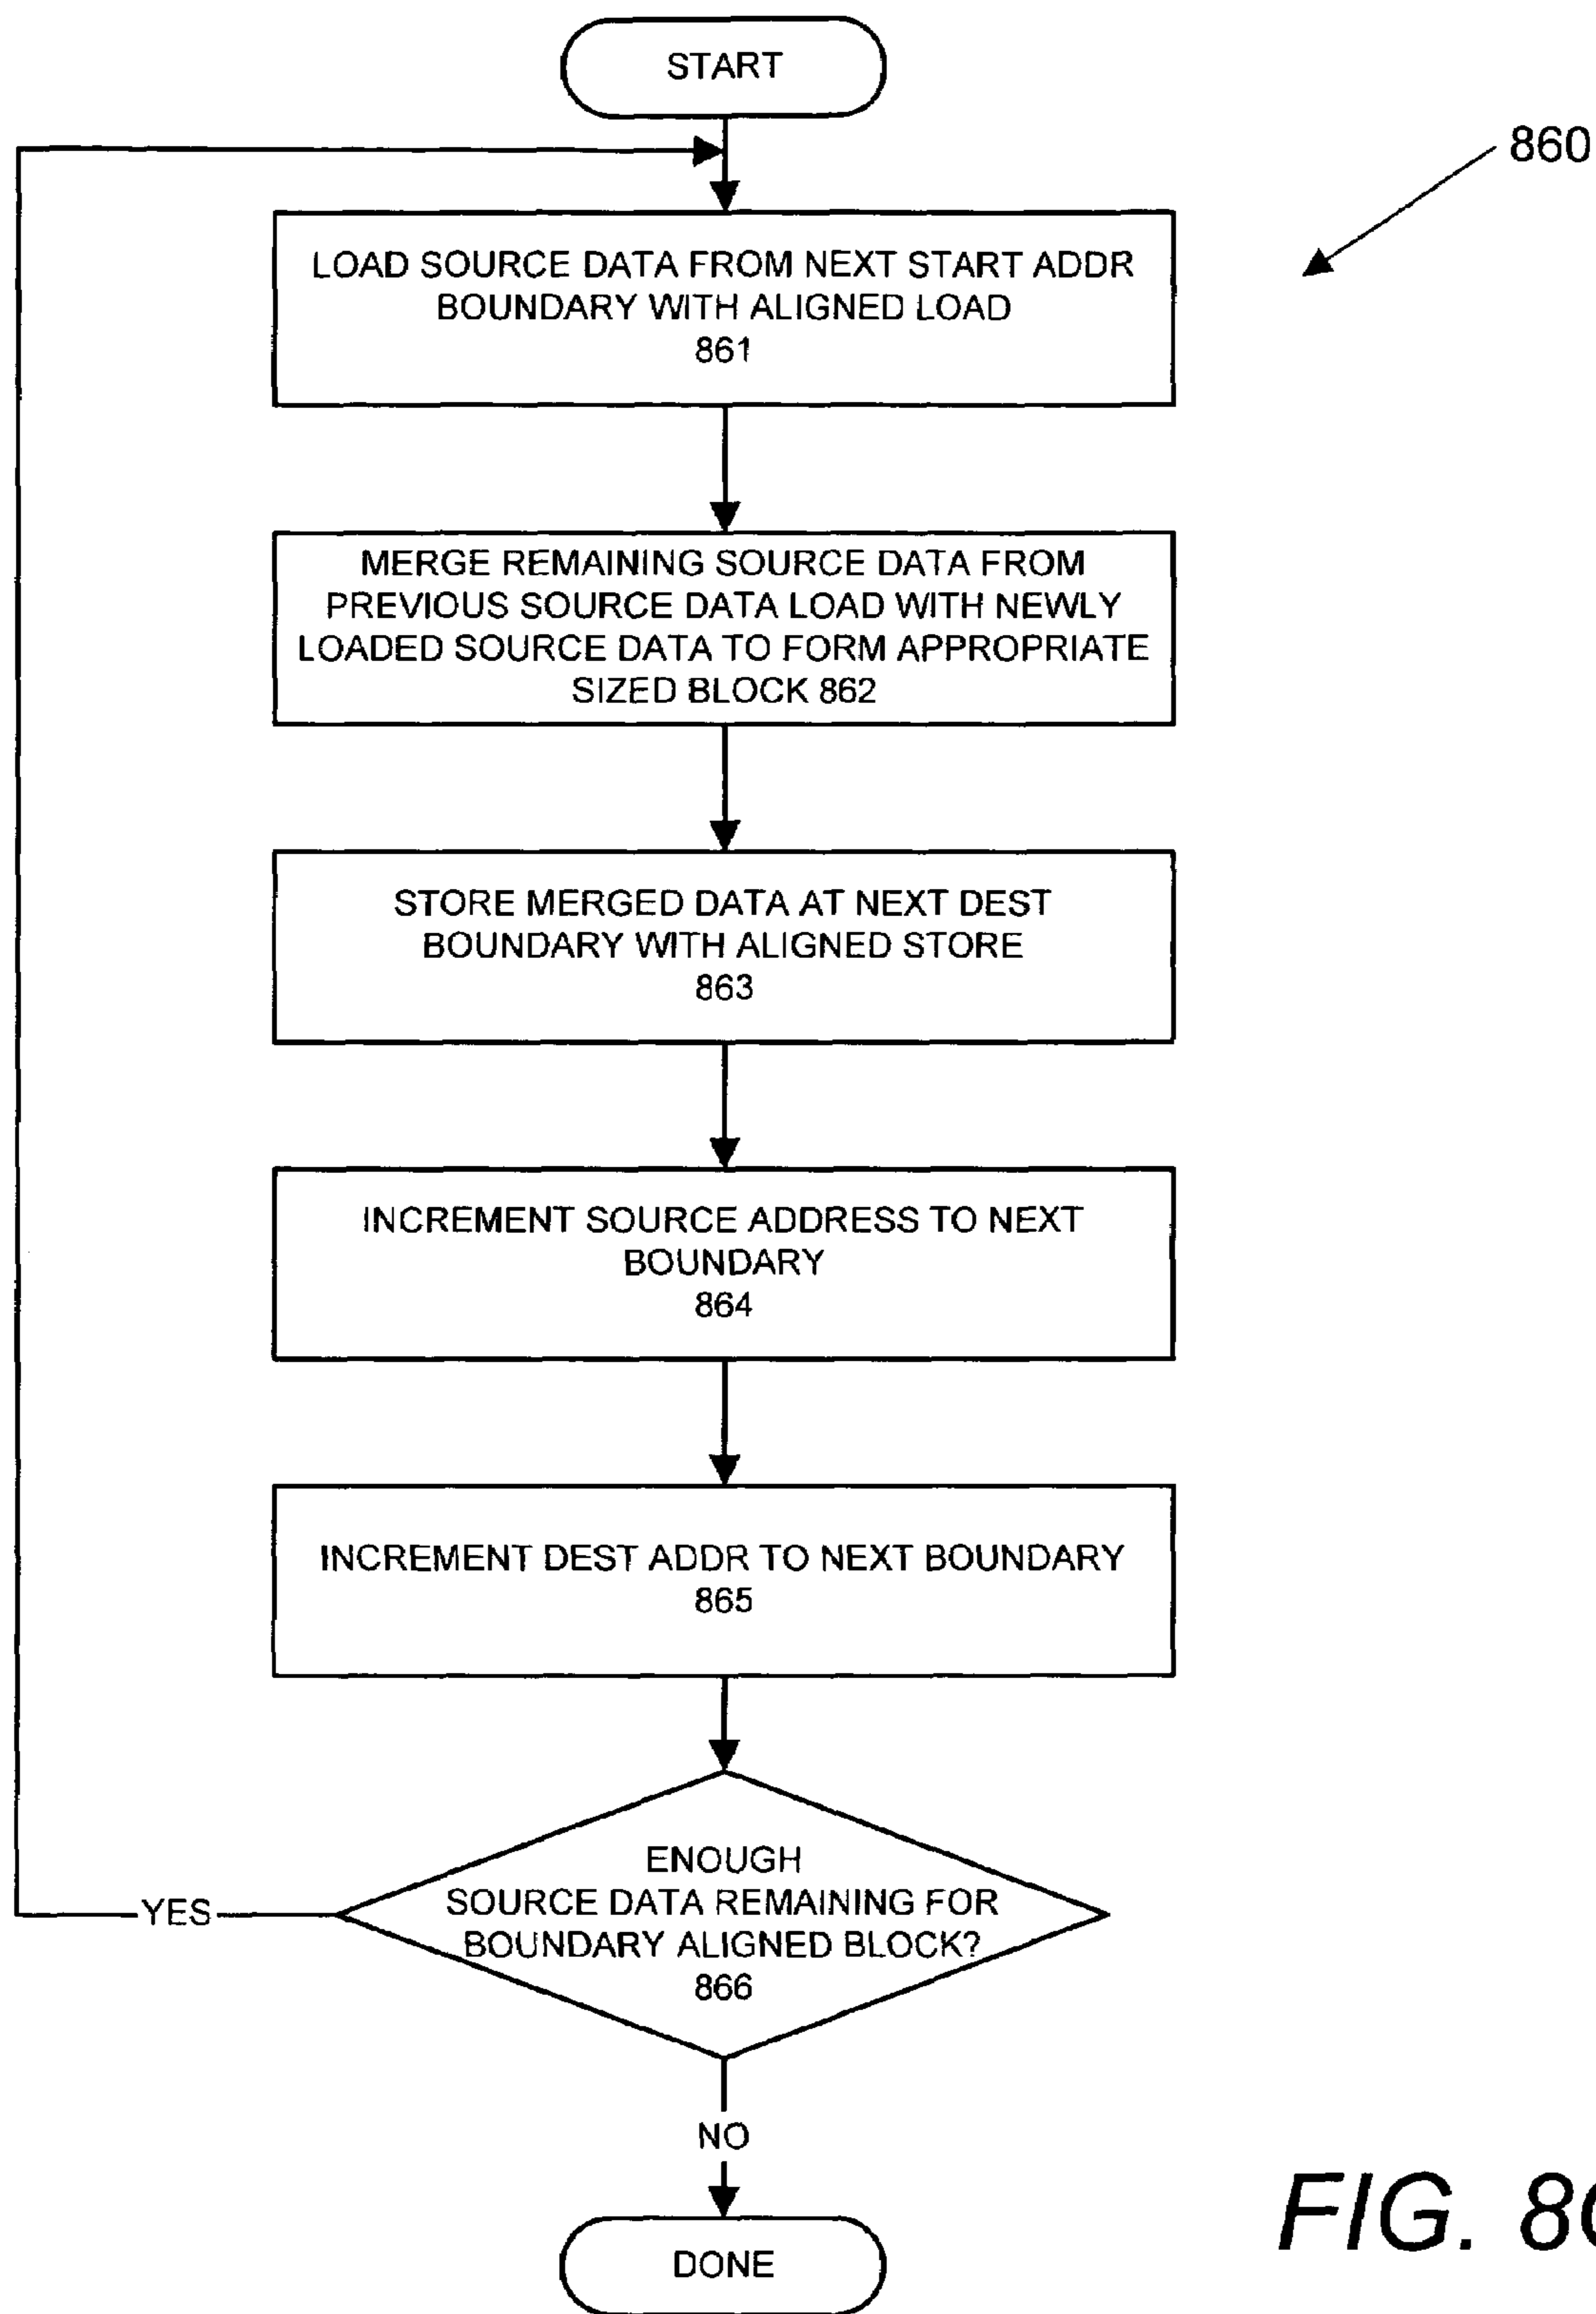 START
860
LOAD SOURCE DATA FROM NEXT START ADDR
BOUNDARY WITH ALIGNED LOAD
861
MERGE REMAINING SOURCE DATA FROM
PREVIOUS SOURCE DATA LOAD WITH NEWLY
LOADED SOURCE DATA TO FORM APPROPRIATE
SIZED BLOCK 862
STORE MERGED DATA AT NEXT DEST
BOUNDARY WITH ALIGNED STORE
863
INCREMENT SOURCE ADDRESS TO NEXT
BOUNDARY
864
INCREMENT DEST ADDR TO NEXT BOUNDARY
865
ENOUGH
SOURCE DATA REMAINING FOR
BOUNDARY ALIGNED BLOCK?
866
YES
NO
DONE
FIG.